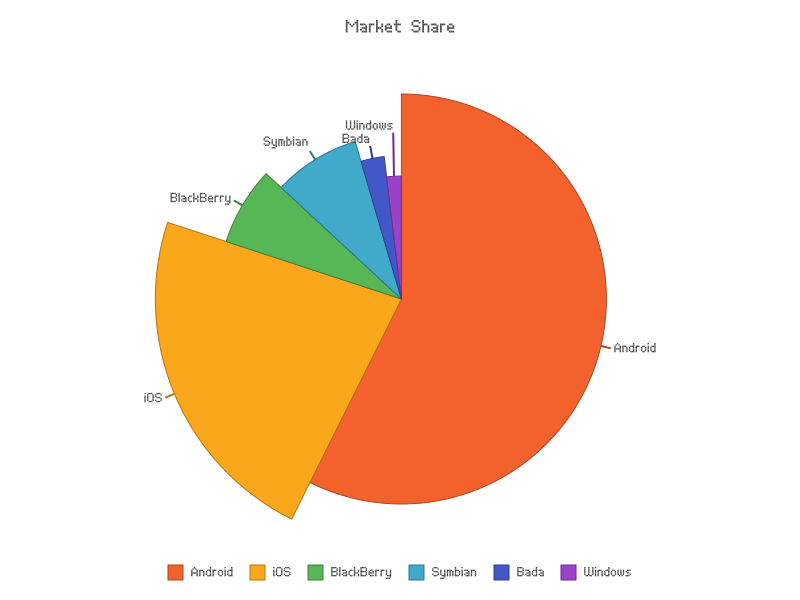 Market Share
Windows
Bada
Symbian
BlackBerry
Android
iOS
Android iOS BlackBerry Symbian Bada Windows